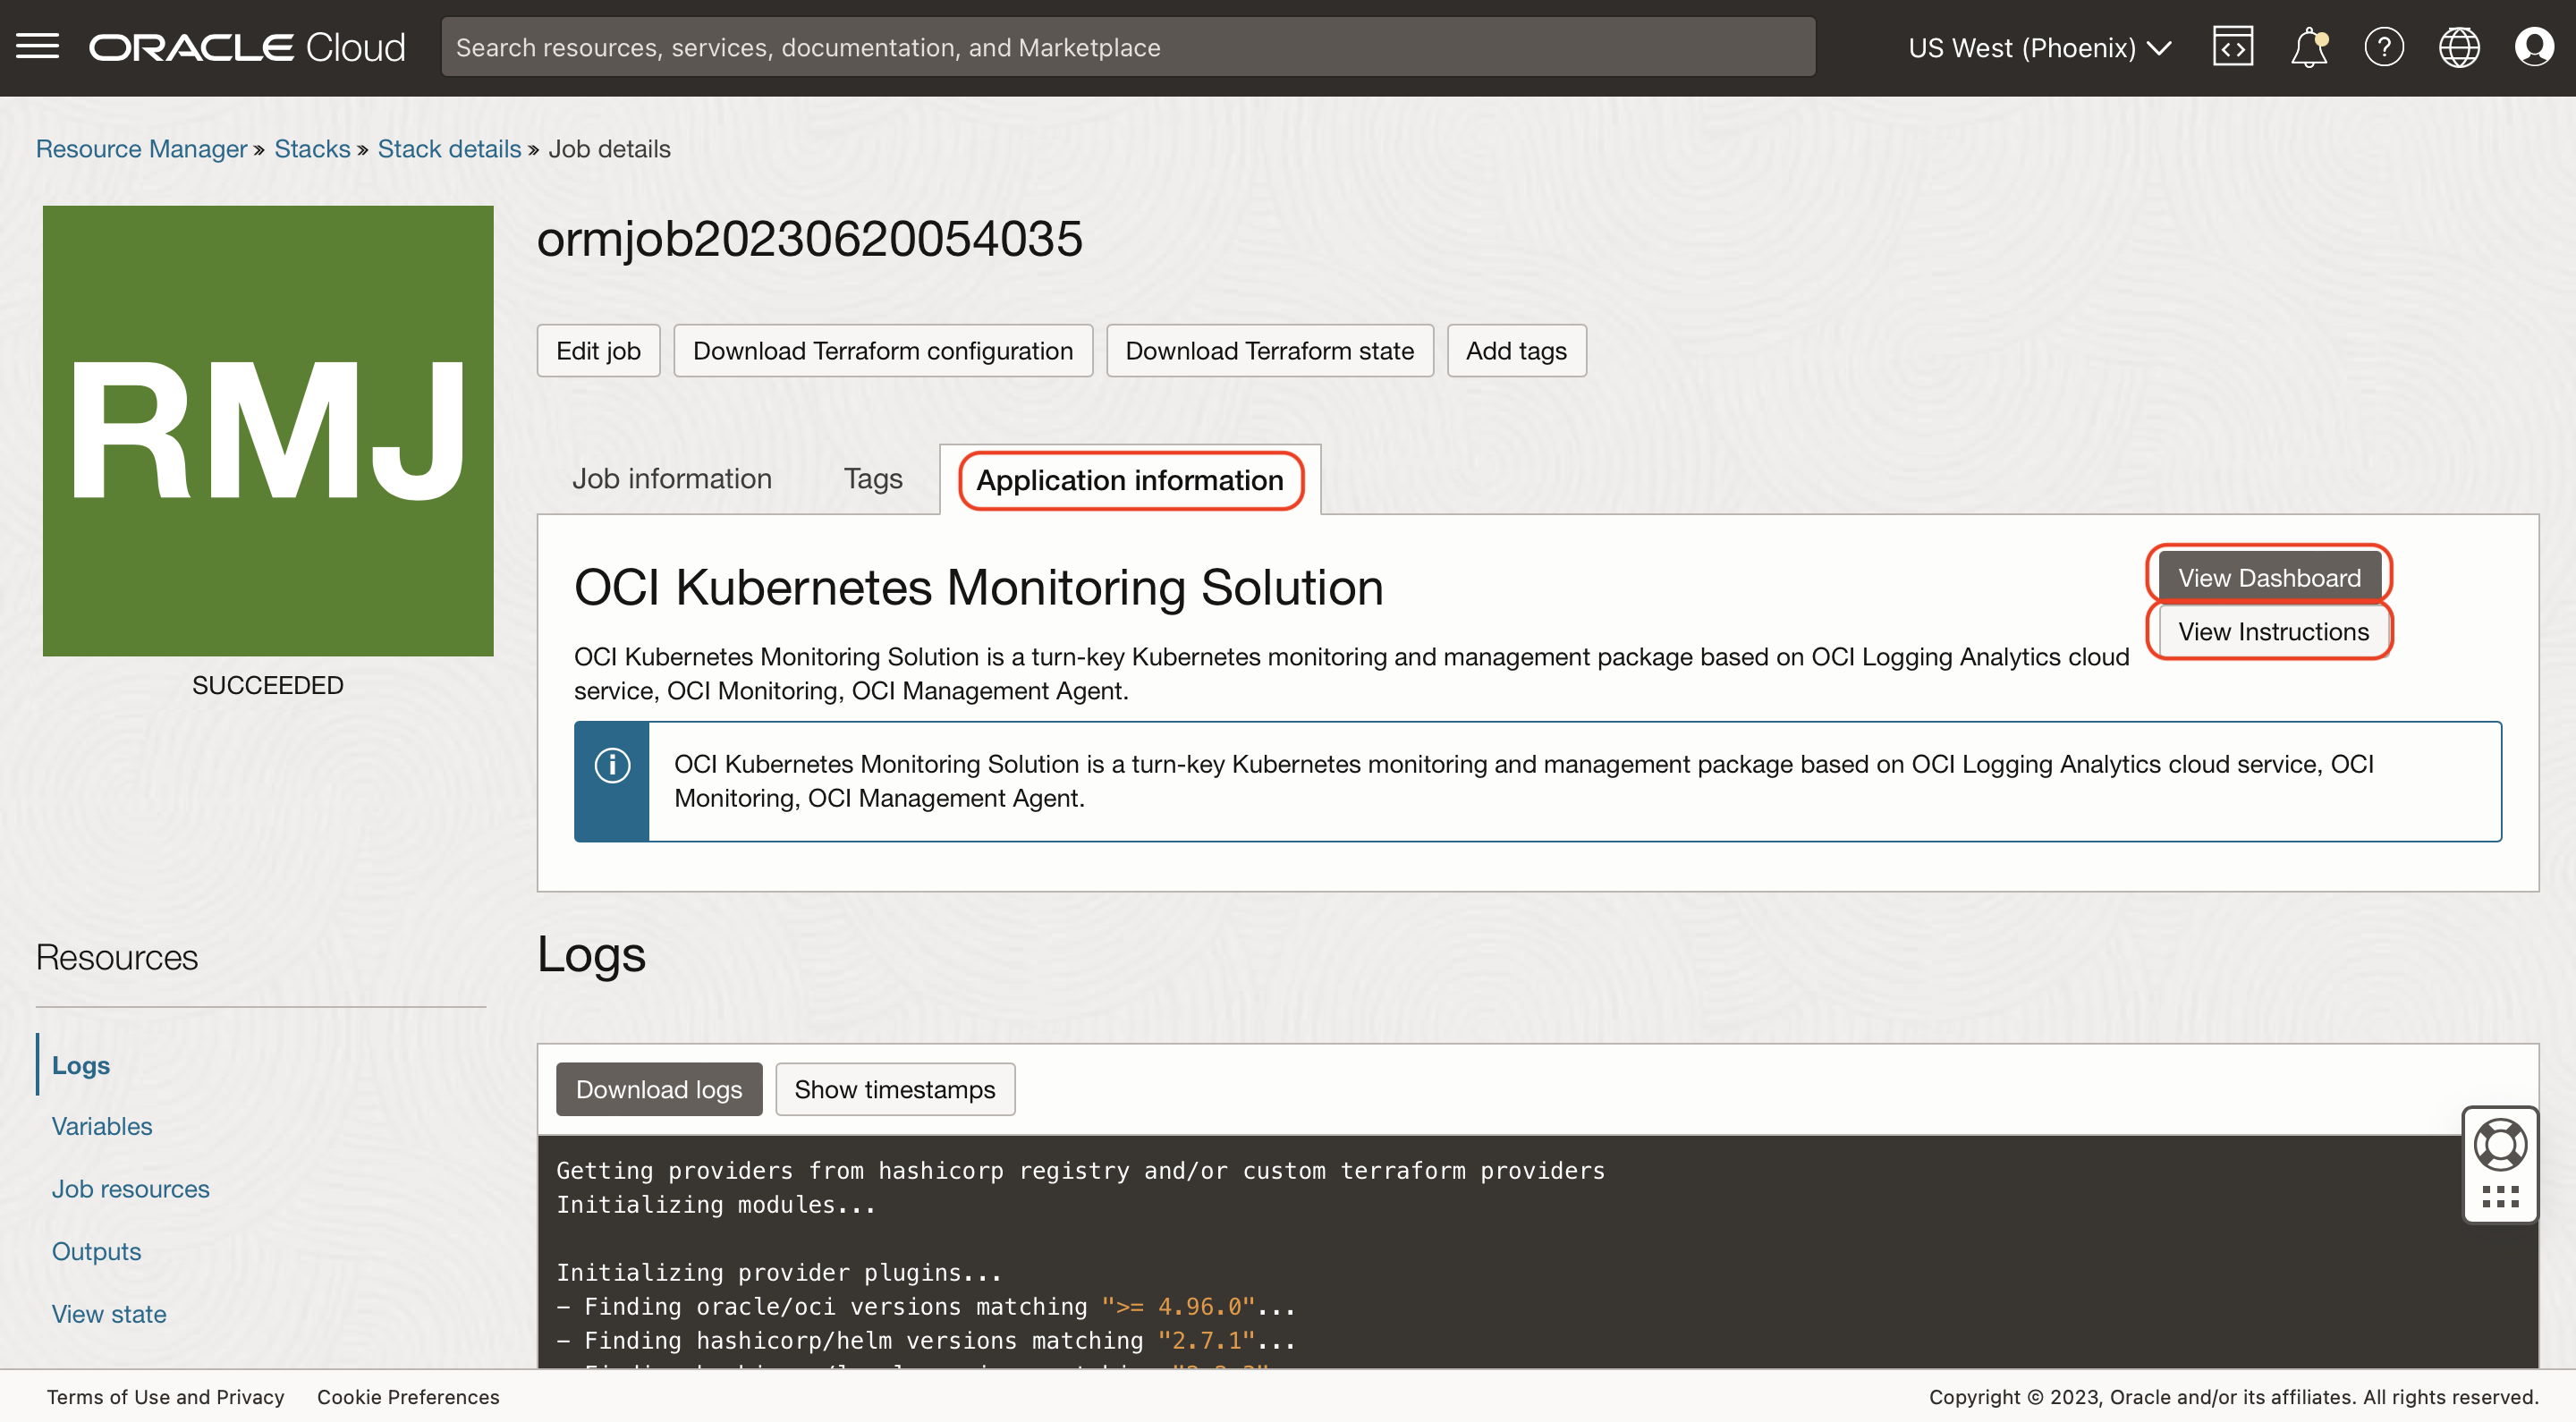 ORACLE Cloud
Search resources, services, documentation, and Marketplace
US West (Phoenix)
Resource Manager » Stacks » Stack details » Job details
RMJ
SUCCEEDED
ormjob20230620054035
Edit job
Download Terraform configuration
Download Terraform state
Add tags
Job information
Tags
Application information
OCI Kubernetes Monitoring Solution
View Dashboard
View Instructions
OCI Kubernetes Monitoring Solution is a turn-key Kubernetes monitoring and management package based on OCI Logging Analytics cloud
service, OCI Monitoring, OCI Management Agent.
OCI Kubernetes Monitoring Solution is a turn-key Kubernetes monitoring and management package based on OCI Logging Analytics cloud service, OCI
Monitoring, OCI Management Agent.
Resources
Logs
Variables
Job resources
Outputs
View state
Logs
Download logs
Show timestamps
Getting providers from hashicorp registry and/or custom terraform providers
Initializing modules...
Initializing provider plugins...
– Finding oracle/oci versions matching ">= 4.96.0"...
– Finding hashicorp/helm versions matching "2.7.1"...
Terms of Use and Privacy
Cookie Preferences
Copyright © 2023, Oracle and/or its affiliates. All rights reserved.